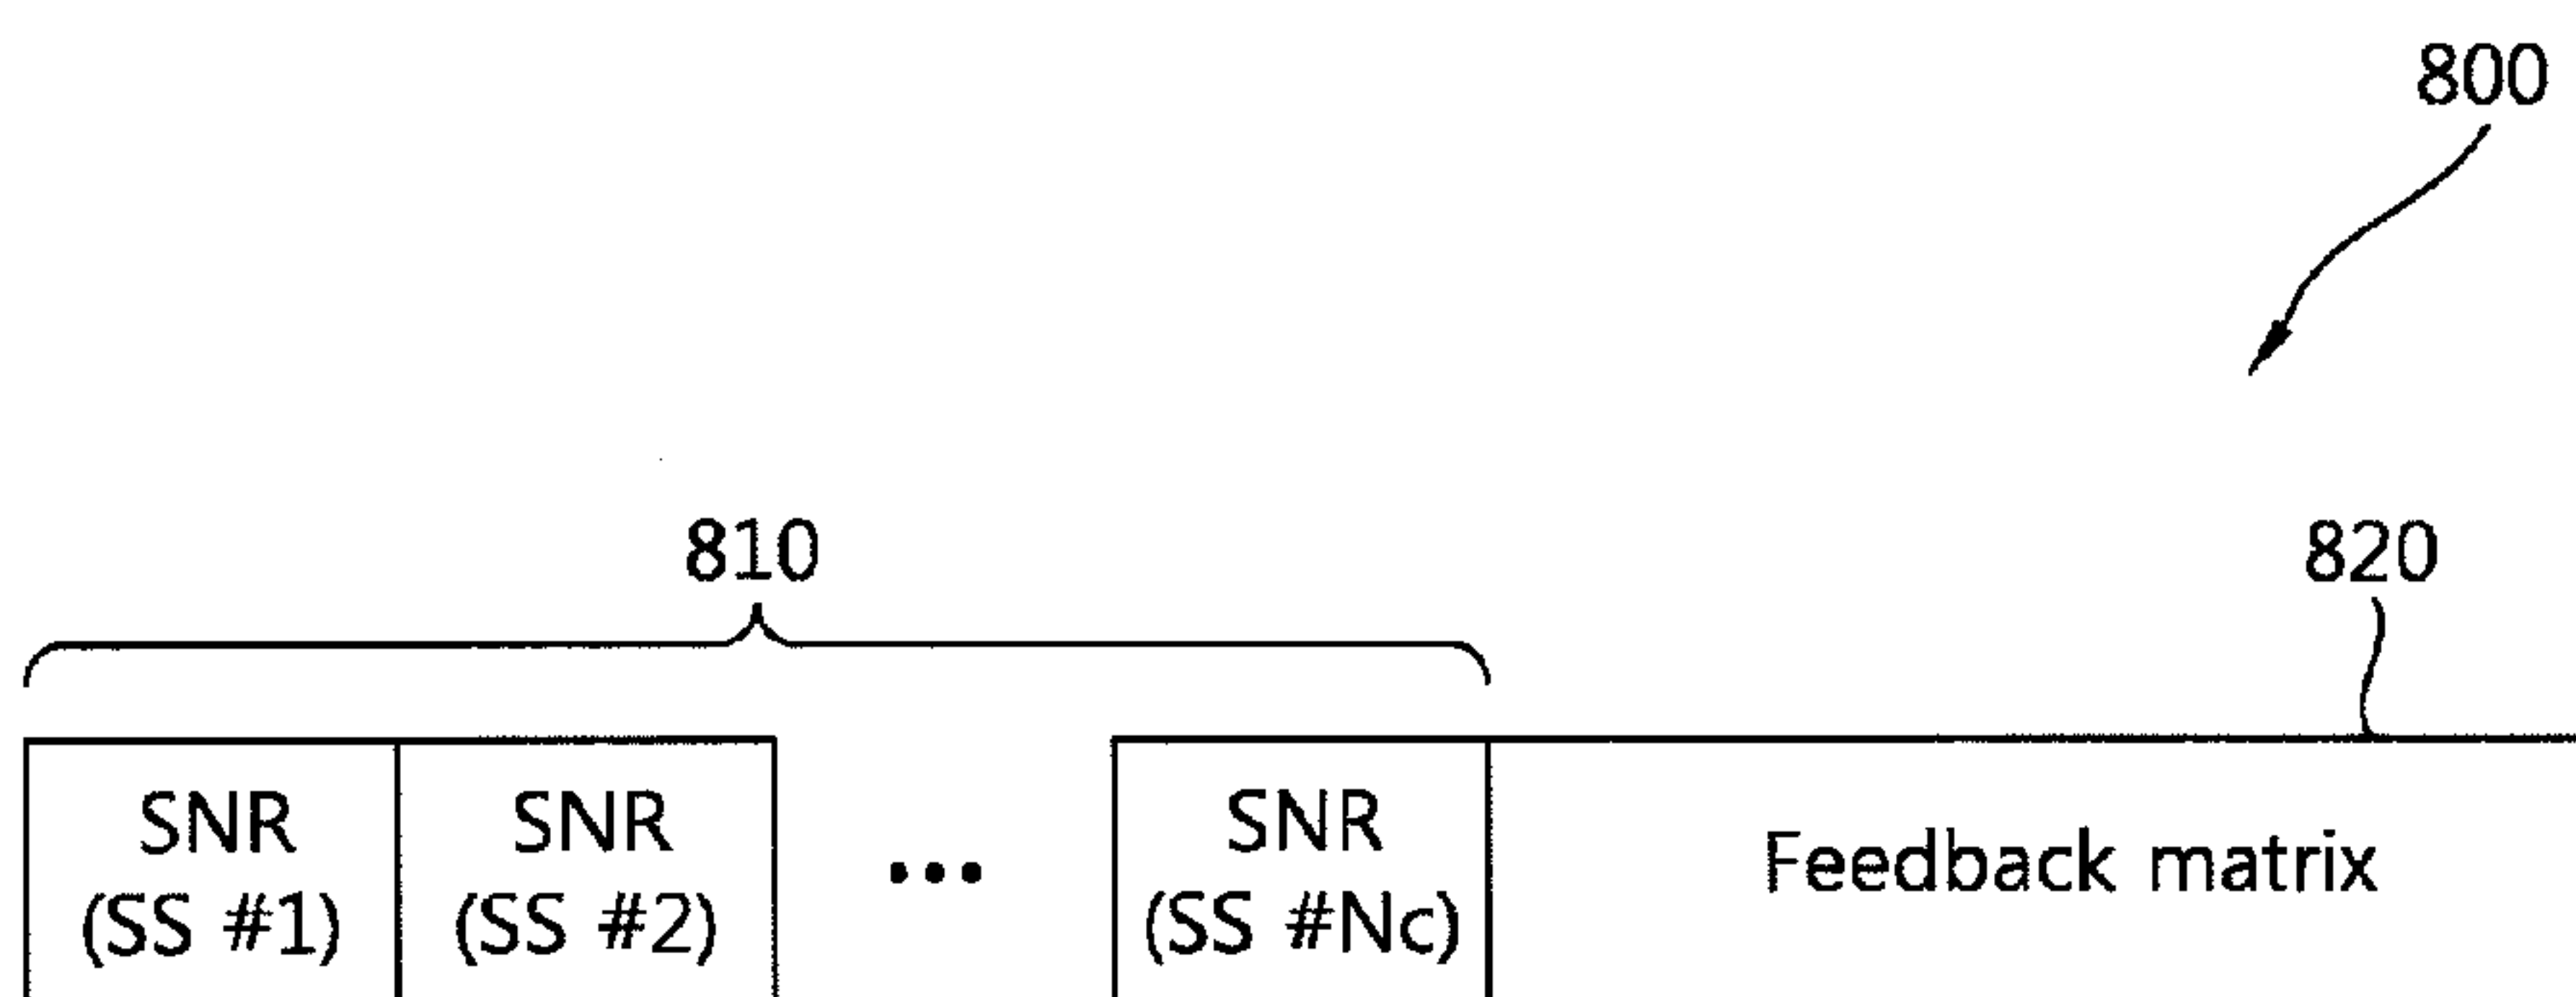 800
810
820
SNR
(SS #1)
SNR
(SS #2)
...
SNR
(SS #Nc)
Feedback matrix